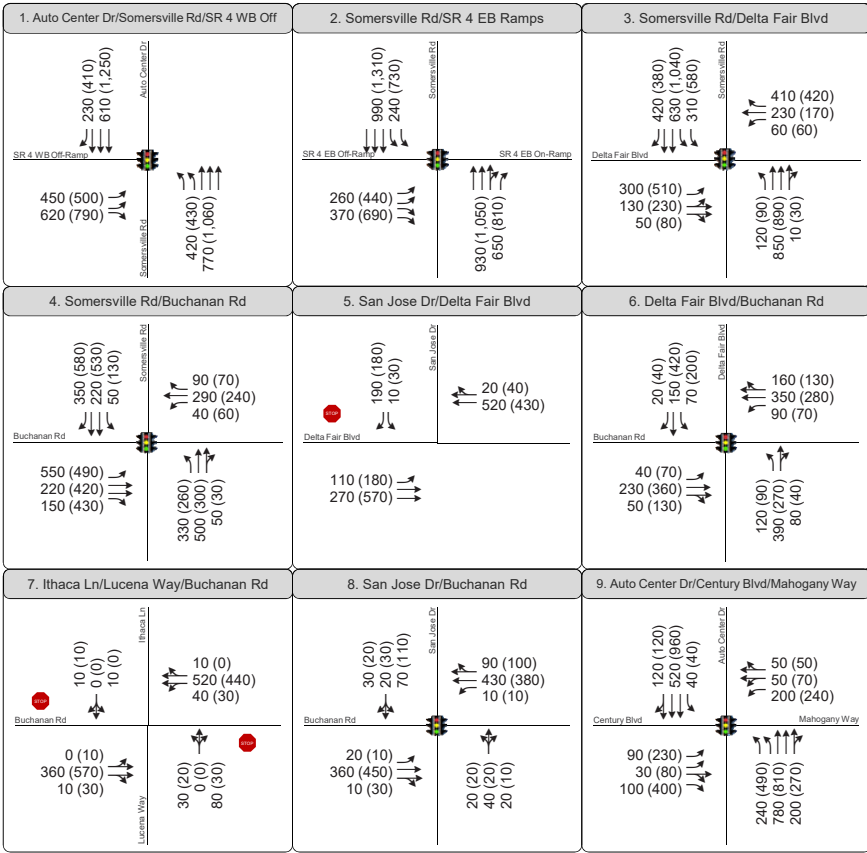 1. Auto Center Dr/Somersville Rd/SR 4 WB Off
230 (410)
610 (1,250)
Auto Center Dr
SR 4 WB Off-Ramp
450 (500)
620 (790)
Somersville Rd
420 (430)
770 (1,060)
2. Somersville Rd/SR 4 EB Ramps
990 (1,310)
240 (730)
Somersville Rd
SR 4 EB Off-Ramp
SR 4 EB On-Ramp
260 (440)
370 (690)
930 (1,050)
650 (810)
3. Somersville Rd/Delta Fair Blvd
420 (380)
630 (1,040)
310 (580)
Somersville Rd
410 (420)
230 (170)
60 (60)
Delta Fair Blvd
300 (510)
130 (230)
50 (80)
120 (90)
850 (890)
10 (30)
4. Somersville Rd/Buchanan Rd
350 (580)
220 (530)
50 (130)
Somersville Rd
90 (70)
290 (240)
40 (60)
Buchanan Rd
550 (490)
220 (420)
150 (430)
330 (260)
500 (300)
50 (30)
5. San Jose Dr/Delta Fair Blvd
STOP
190 (180)
10 (30)
San Jose Dr
20 (40)
520 (430)
Delta Fair Blvd
110 (180)
270 (570)
6. Delta Fair Blvd/Buchanan Rd
20 (40)
150 (420)
70 (200)
Delta Fair Blvd
160 (130)
350 (280)
90 (70)
Buchanan Rd
40 (70)
230 (360)
50 (130)
120 (90)
390 (270)
80 (40)
7. Ithaca Ln/Lucena Way/Buchanan Rd
STOP
10 (10)
0 (0)
10 (0)
Ithaca Ln
10 (0)
520 (440)
40 (30)
Buchanan Rd
0 (10)
360 (570)
10 (30)
Lucena Way
30 (20)
0 (0)
80 (30)
STOP
8. San Jose Dr/Buchanan Rd
30 (20)
20 (30)
70 (110)
San Jose Dr
90 (100)
430 (380)
10 (10)
Buchanan Rd
20 (10)
360 (450)
10 (30)
20 (20)
40 (20)
20 (10)
9. Auto Center Dr/Century Blvd/Mahogany Way
120 (120)
520 (960)
40 (40)
Auto Center Dr
50 (50)
50 (70)
200 (240)
Century Blvd
Mahogany Way
90 (230)
30 (80)
100 (400)
240 (490)
780 (810)
200 (270)